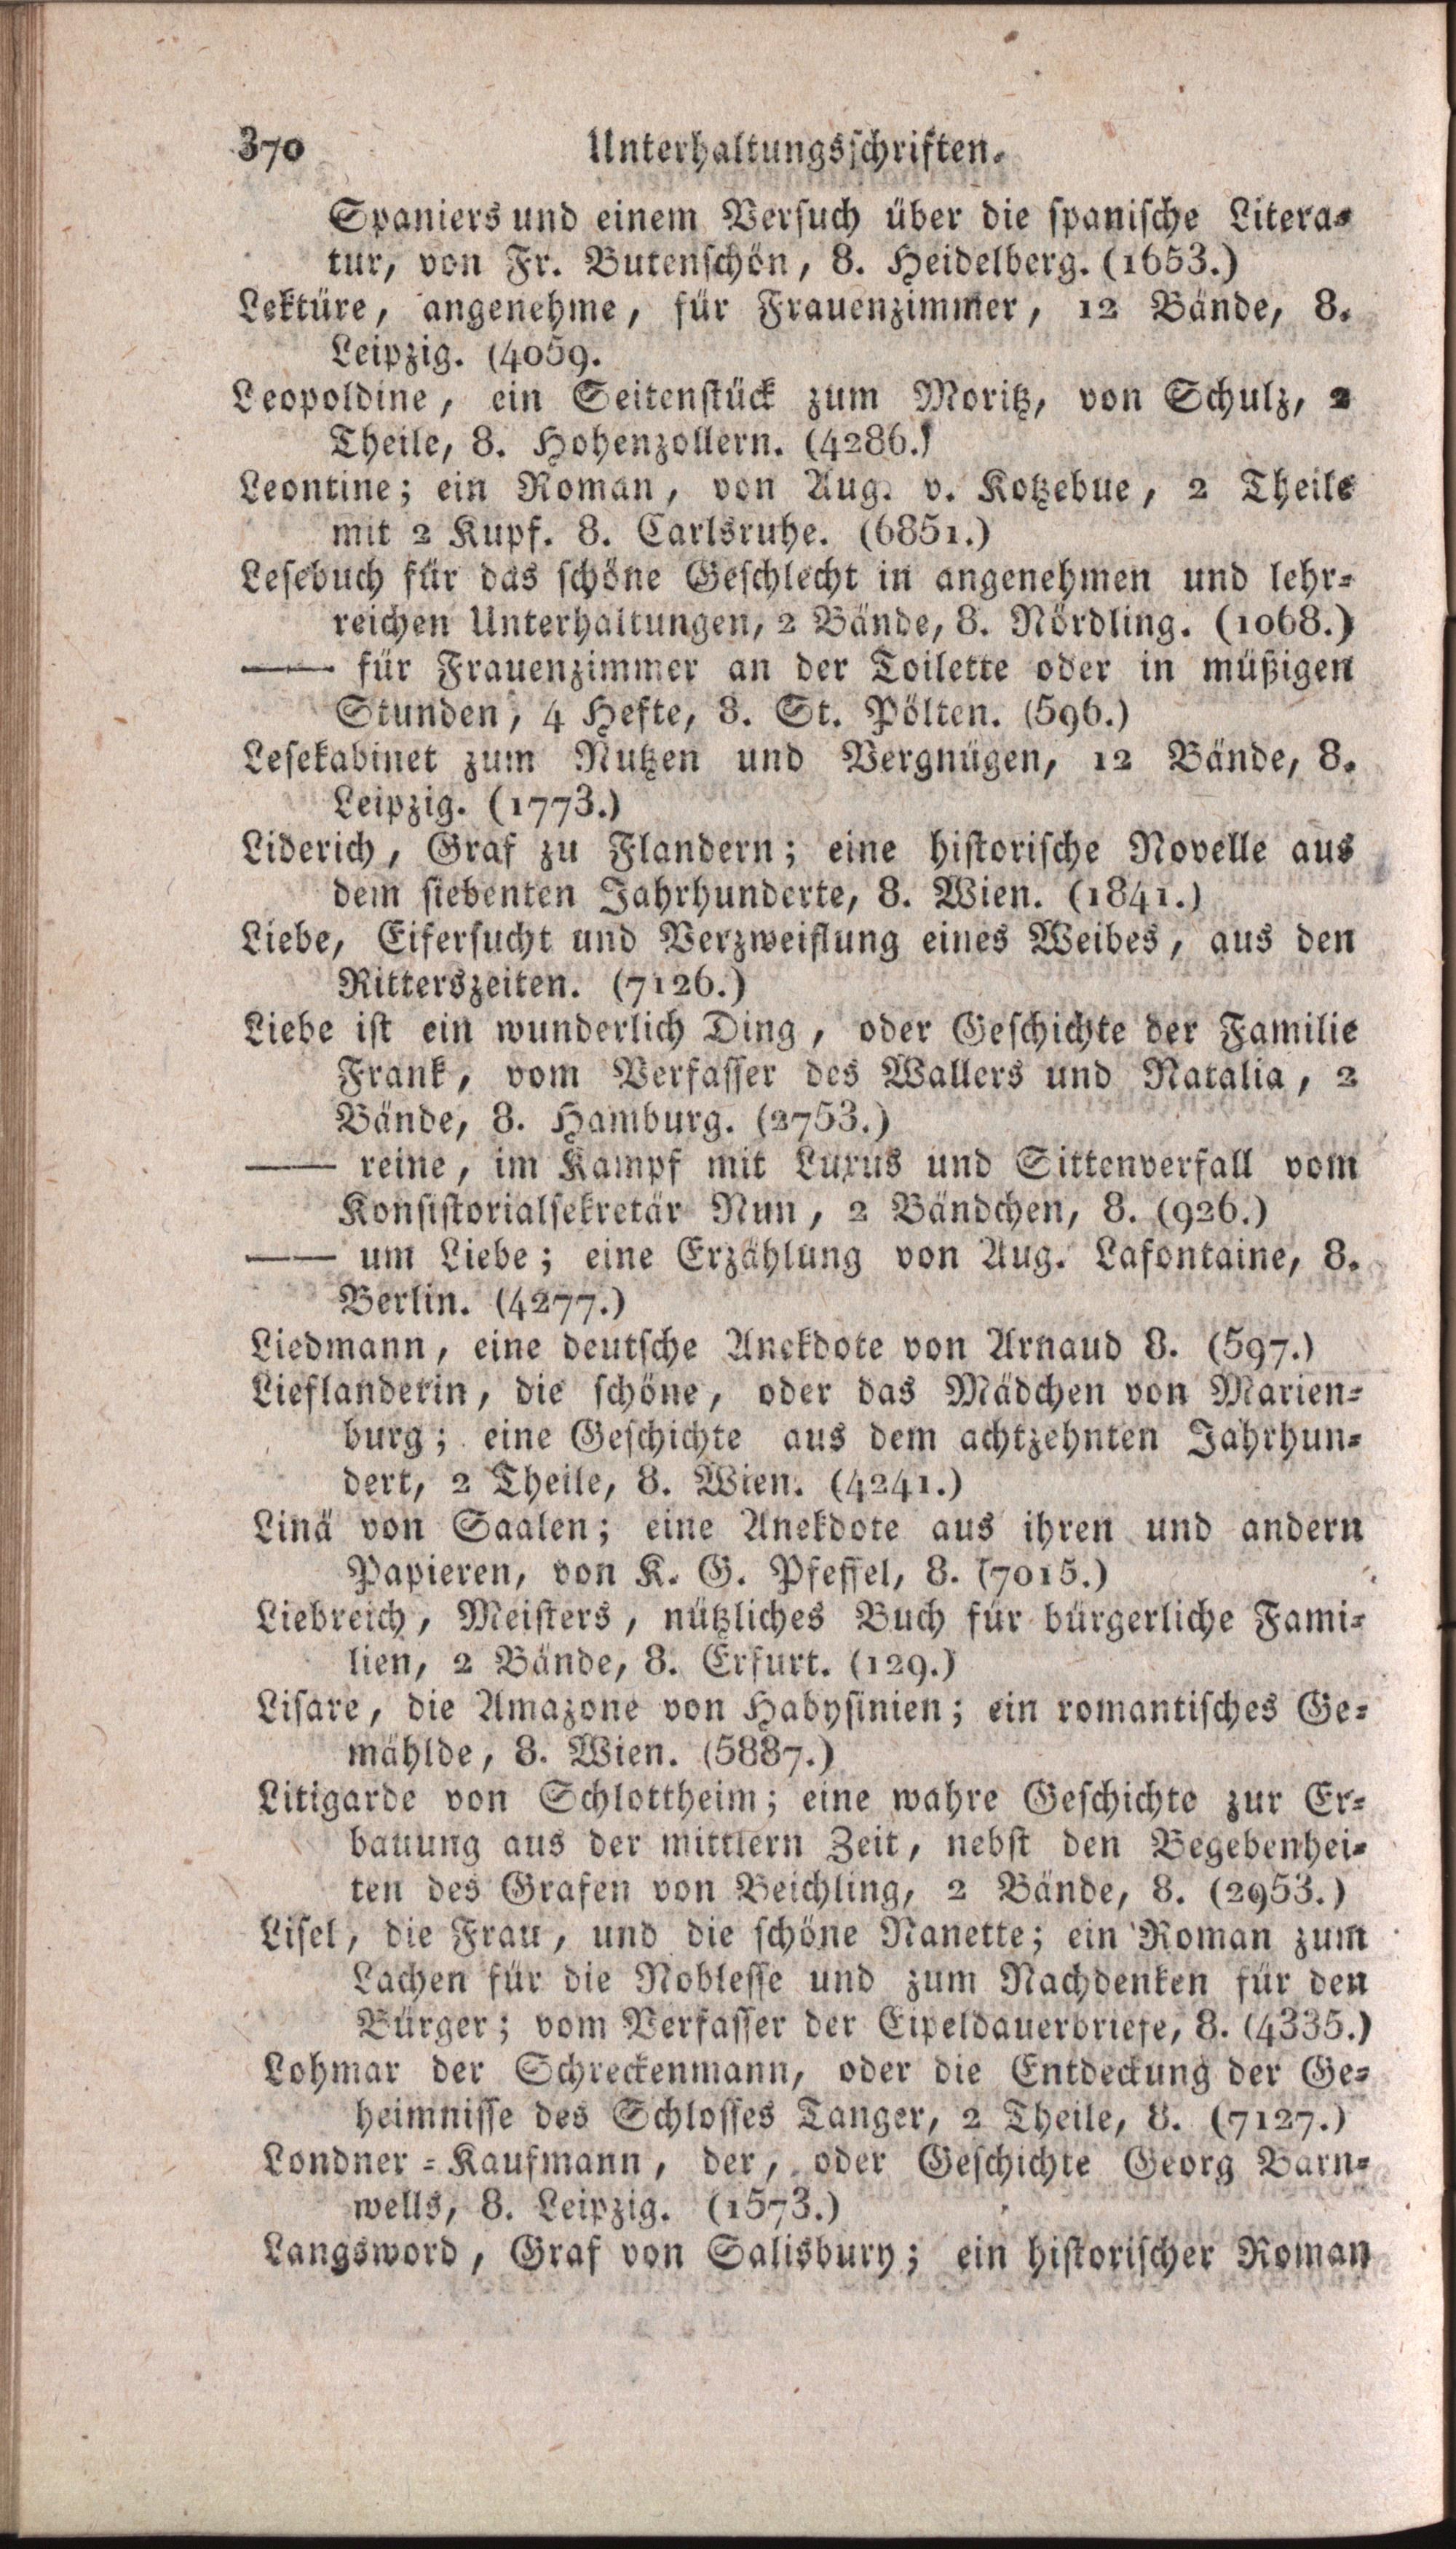 370 Unterhaltungsschriften.
Spaniers und einem Versuch über die spanische Litera-
tur, von Fr. Butenschön, 8. Heidelberg. (1653.)
Lektüre, angenehme, für Frauenzimmer, 12 Bände, 8.
Leipzig. (4059.
Leopoldine, ein Seitenstück zum Moritz, von Schulz, 2
Theile, 8. Hohenzollern. (4286.)
Leontine; ein Roman, von Aug. v. Kotzebue, 2 Theile
mit 2 Kupf. 8. Carlsruhe. (6851.)
Lesebuch für das schöne Geschlecht in angenehmen und lehr-
reichen Unterhaltungen, 2 Bände, 8. Nördling. (1068.)
—— für Frauenzimmer an der Toilette oder in müßigen
Stunden, 4 Hefte, 8. St. Pölten. (596.)
Lesekabinet zum Nutzen und Vergnügen, 12 Bände, 8.
Leipzig. (1773.)
Liderich, Graf zu Flandern; eine historische Novelle aus
dem siebenten Jahrhunderte, 8. Wien. (1841.)
Liebe, Eifersucht und Verzweiflung eines Weibes, aus den
Ritterszeiten. (7126.)
Liebe ist ein wunderlich Ding, oder Geschichte der Familie
Frank, vom Verfasser des Wallers und Natalia, 2
Bände, 8. Hamburg. (2753.)
—— reine, im Kampf mit Luxus und Sittenverfall vom
Konsistorialsekretär Nun, 2 Bändchen, 8. (926.)
—— um Liebe; eine Erzählung von Aug. Lafontaine, 8.
Berlin. (4277.)
Liedmann, eine deutsche Anekdote von Arnaud 8. (597.)
Lieflanderin, die schöne, oder das Mädchen von Marien-
burg; eine Geschichte aus dem achtzehnten Jahrhun-
dert, 2 Theile, 8. Wien. (4241.)
Linä von Saalen; eine Anekdote aus ihren und andern
Papieren, von K. G. Pfeffel, 8. (7015.)
Liebreich, Meisters, nützliches Buch für bürgerliche Fami-
lien, 2 Bände, 8. Erfurt. (129.)
Lisare, die Amazone von Habysinien; ein romantisches Ge-
mählde, 8. Wien. (5887.)
Litigarde von Schlottheim; eine wahre Geschichte zur Er-
bauung aus der mittlern Zeit, nebst den Begebenhei-
ten des Grafen von Beichling, 2 Bände, 8. (2953.)
Lisel, die Frau, und die schöne Nanette; ein Roman zum
Lachen für die Noblesse und zum Nachdenken für den
Bürger; vom Verfasser der Eipeldauerbriefe, 8. (4335.)
Lohmar der Schreckenmann, oder die Entdeckung der Ge-
heimnisse des Schlosses Tanger, 2 Theile, 8. (7127.)
Londner-Kaufmann, der, oder Geschichte Georg Barn-
wells, 8. Leipzig. (1573.)
Langsword, Graf von Salisbury; ein historischer Roman